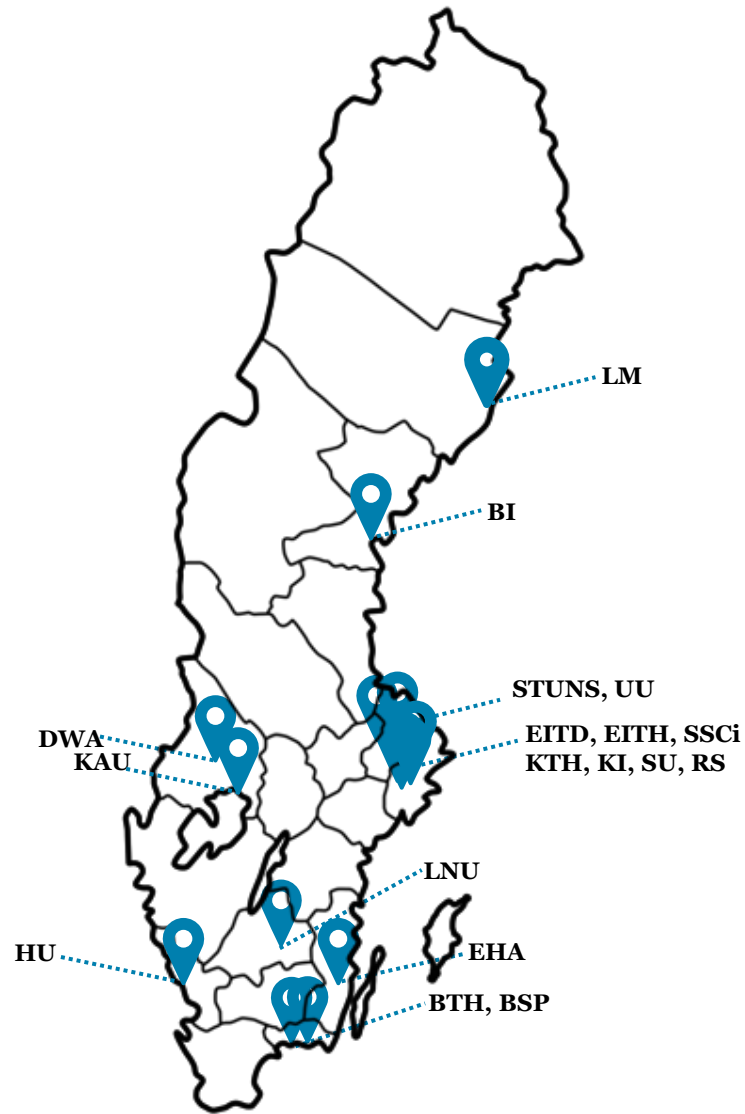 LM
BI
STUNS, UU
EITD, EITH, SSCi
KTH, KI, SU, RS
DWA
KAU
LNU
HU
EHA
BTH, BSP